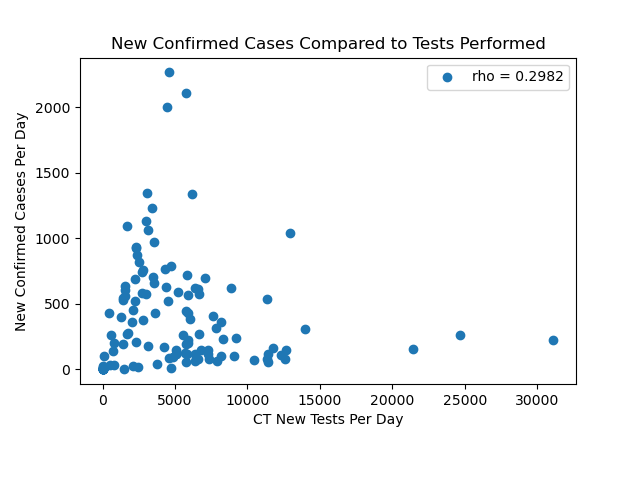 New Confirmed Cases Compared to Tests Performed
rho = 0.2982
New Confirmed Caeses Per Day
2000
1500
1000
500
0
0 5000 10000 15000 20000 25000 30000
CT New Tests Per Day